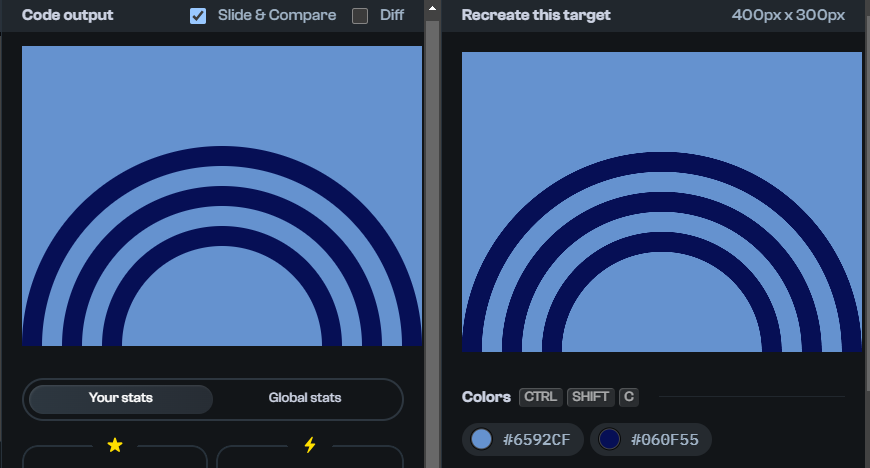 Code output
Slide & Compare
Diff
Your stats
Global stats
Recreate this target
400px x 300px
Colors
CTRL
SHIFT
C
#6592CF
#060F55